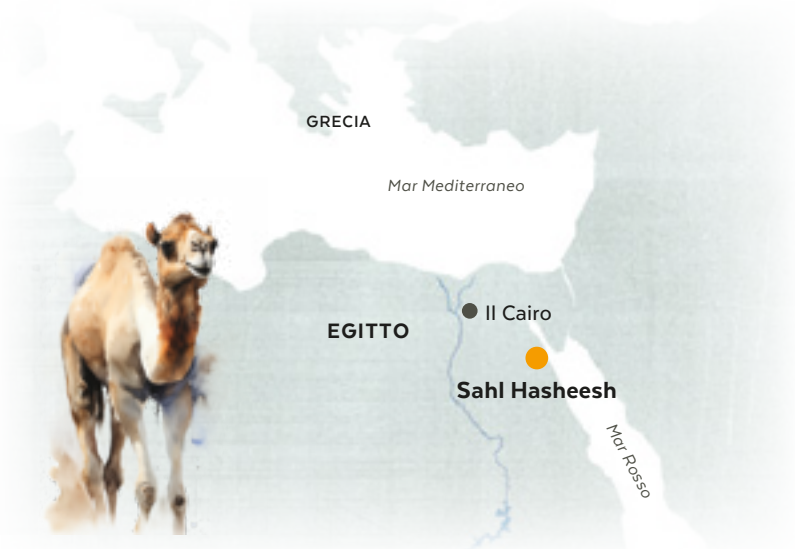 GRECIA
Mar Mediterraneo
Il Cairo
EGITTO
Sahl Hasheesh
Mar Rosso